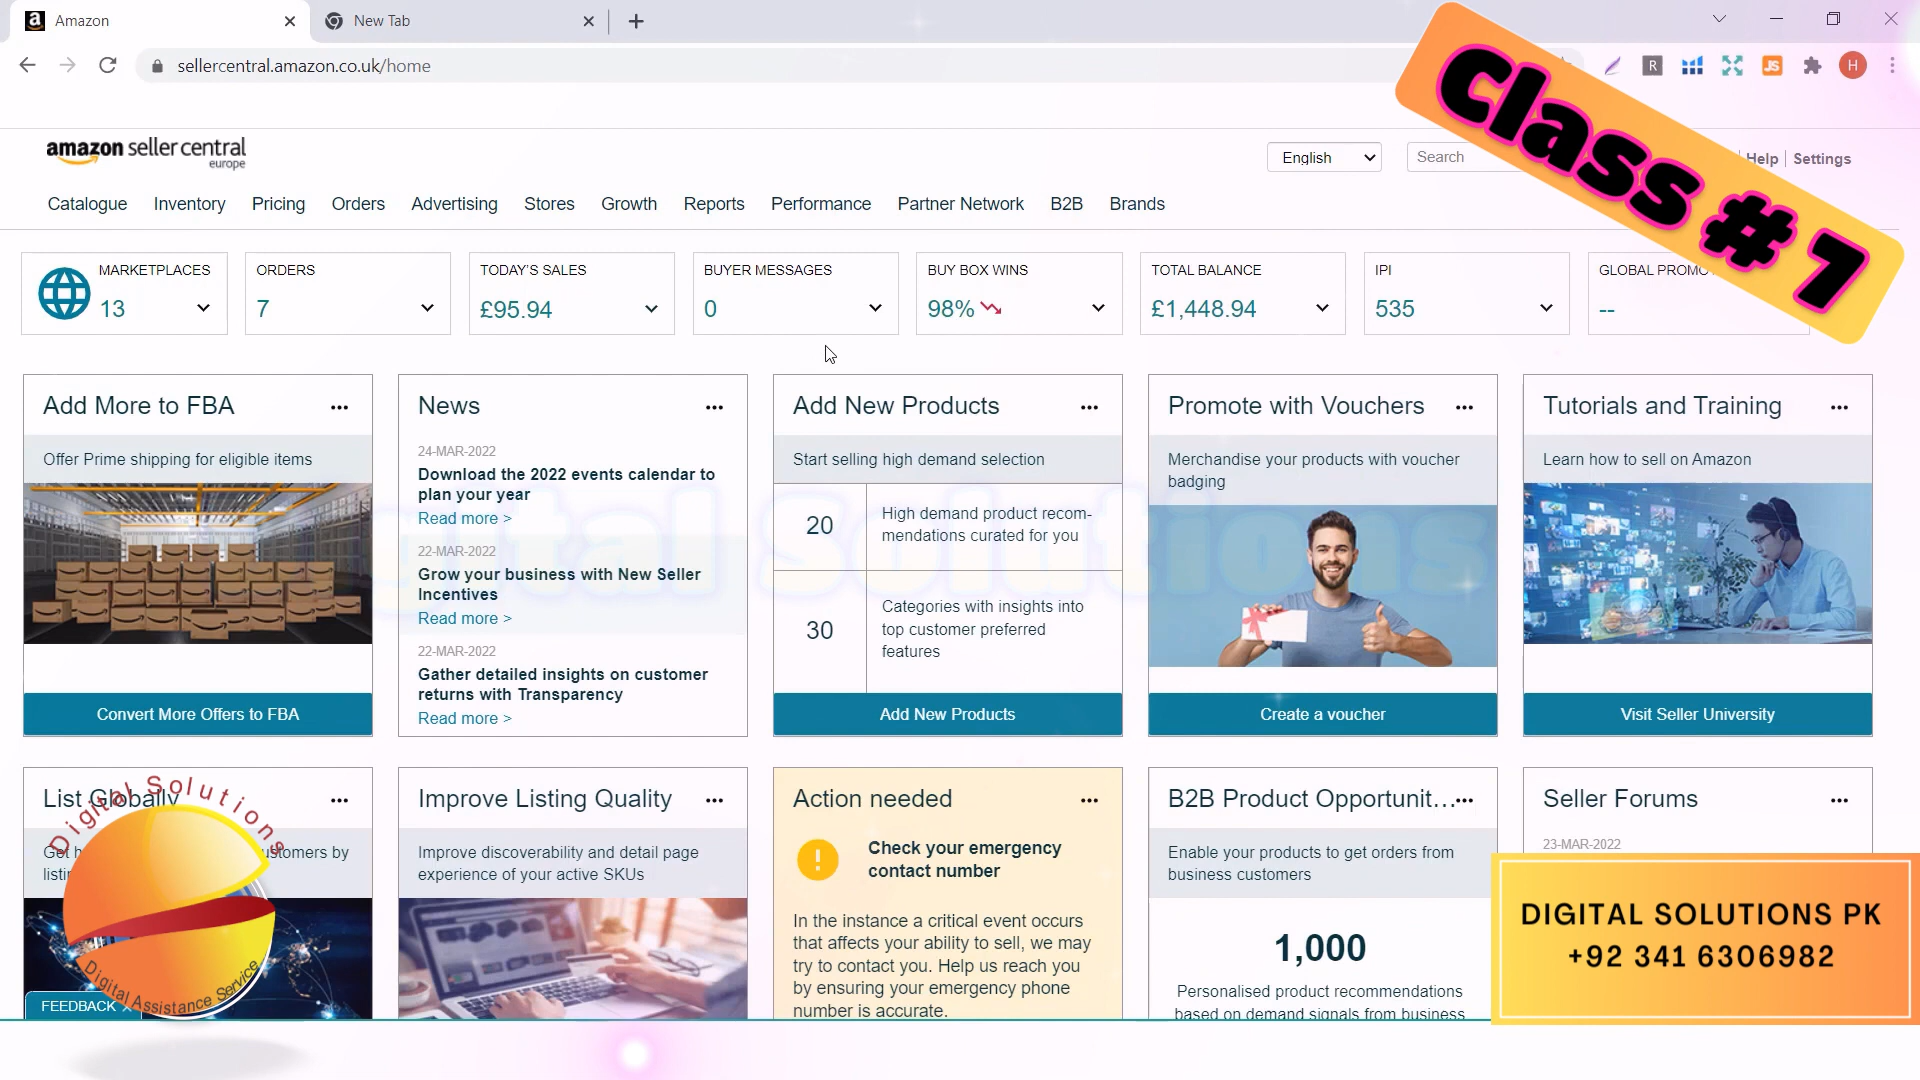 Amazon
New Tab
sellercentral.amazon.co.uk/home
Class # 7
amazon seller central
europe
English
Search
Help
Settings
Catalogue Inventory Pricing Orders Advertising Stores Growth Reports Performance Partner Network B2B Brands
MARKETPLACES
13
ORDERS
7
TODAY'S SALES
£95.94
BUYER MESSAGES
0
BUY BOX WINS
98%
TOTAL BALANCE
£1,448.94
IPI
535
GLOBAL PROMO
--
Add More to FBA
Offer Prime shipping for eligible items
Convert More Offers to FBA
News
24-MAR-2022
Download the 2022 events calendar to
plan your year
Read more >
22-MAR-2022
Grow your business with New Seller
Incentives
Read more >
22-MAR-2022
Gather detailed insights on customer
returns with Transparency
Read more >
Add New Products
Start selling high demand selection
20
High demand product recom-
mendations curated for you
30
Categories with insights into
top customer preferred
features
Add New Products
Promote with Vouchers
Merchandise your products with voucher
badging
Create a voucher
Tutorials and Training
Learn how to sell on Amazon
Visit Seller University
List Globally
Get
customers by
Digital Solutions
Digital Assistance Service
FEEDBACK
Improve Listing Quality
Improve discoverability and detail page
experience of your active SKUs
Action needed
Check your emergency
contact number
In the instance a critical event occurs
that affects your ability to sell, we may
try to contact you. Help us reach you
by ensuring your emergency phone
number is accurate.
B2B Product Opportunit...
Enable your products to get orders from
business customers
1,000
Personalised product recommendations
based on demand signals from business
Seller Forums
23-MAR-2022
DIGITAL SOLUTIONS PK
+92 341 6306982